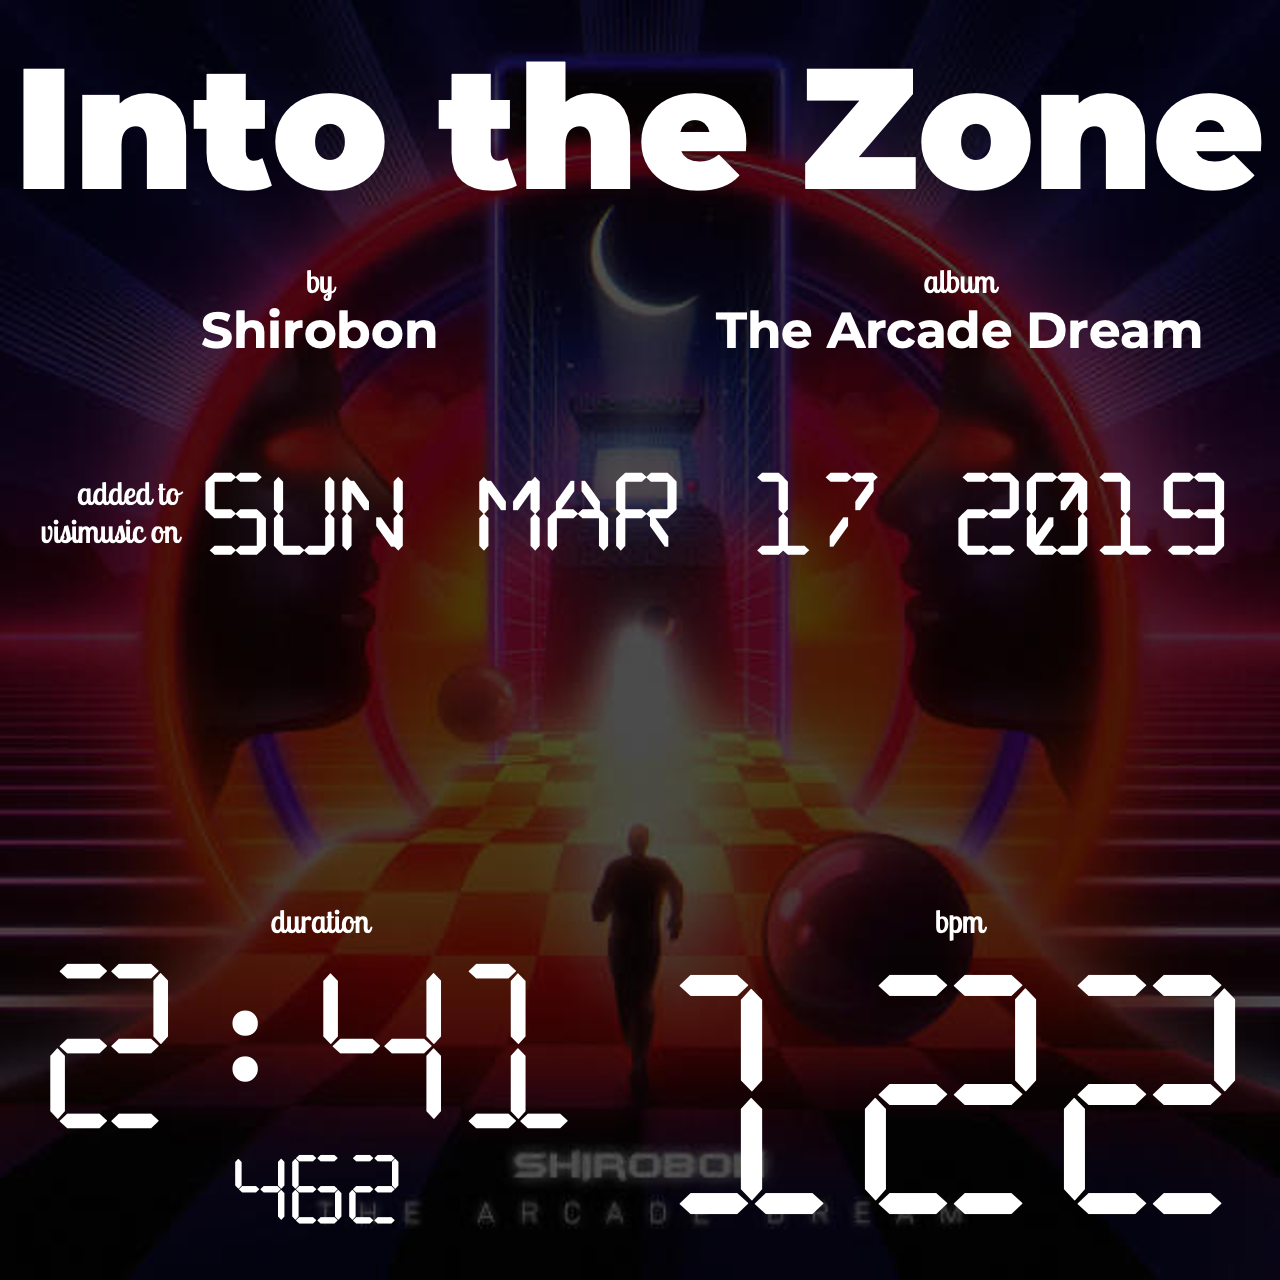 Into the Zone
by
Shirobon
album
The Arcade Dream
added to
visimusic on
SUN MAR 17 2019
duration
2:41
462
bpm
122
SHIROBON
THE ARCADE DREAM